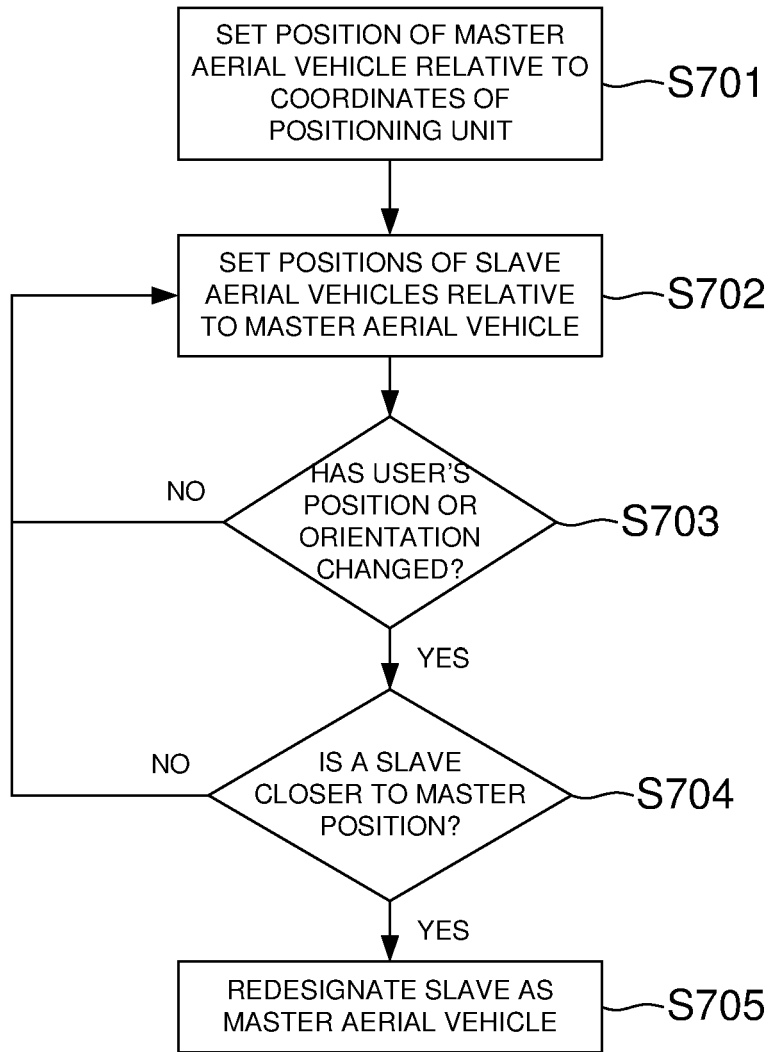 SET POSITION OF MASTER
AERIAL VEHICLE RELATIVE TO
COORDINATES OF
POSITIONING UNIT
S701
SET POSITIONS OF SLAVE
AERIAL VEHICLES RELATIVE
TO MASTER AERIAL VEHICLE
S702
HAS USER'S
POSITION OR
ORIENTATION
CHANGED?
NO
S703
YES
IS A SLAVE
CLOSER TO MASTER
POSITION?
NO
S704
YES
REDESIGNATE SLAVE AS
MASTER AERIAL VEHICLE
S705